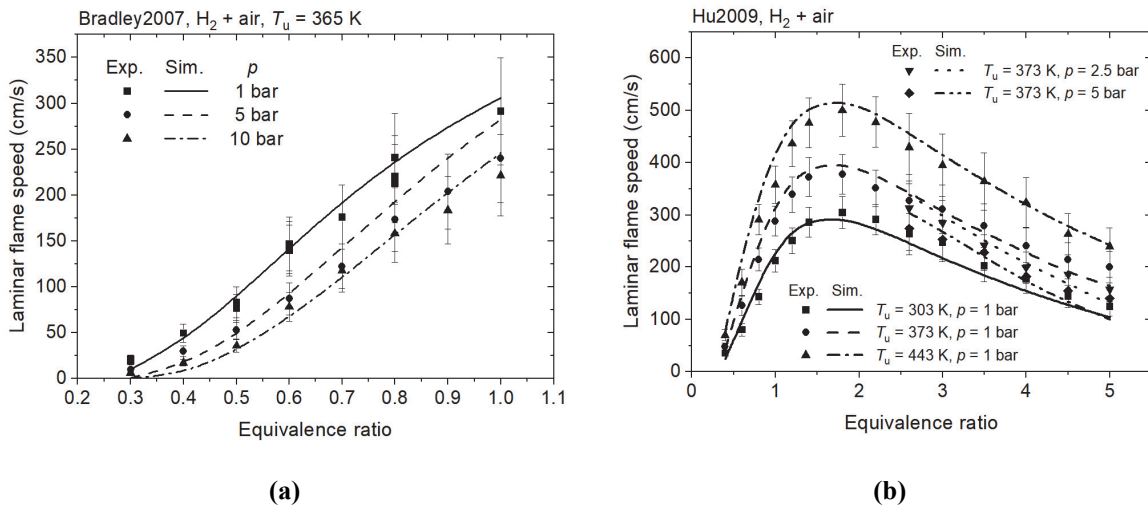 Bradley2007, H₂ + air, Tᵤ = 365 K
Exp. Sim. p
1 bar
5 bar
10 bar
350
300
250
200
150
100
50
0
Laminar flame speed (cm/s)
0.2 0.3 0.4 0.5 0.6 0.7 0.8 0.9 1.0 1.1
Equivalence ratio
(a)
Hu2009, H₂ + air
Exp. Sim.
Tᵤ = 373 K, p = 2.5 bar
Tᵤ = 373 K, p = 5 bar
600
500
400
300
200
100
0
Laminar flame speed (cm/s)
Exp. Sim.
Tᵤ = 303 K, p = 1 bar
Tᵤ = 373 K, p = 1 bar
Tᵤ = 443 K, p = 1 bar
0 1 2 3 4 5
Equivalence ratio
(b)